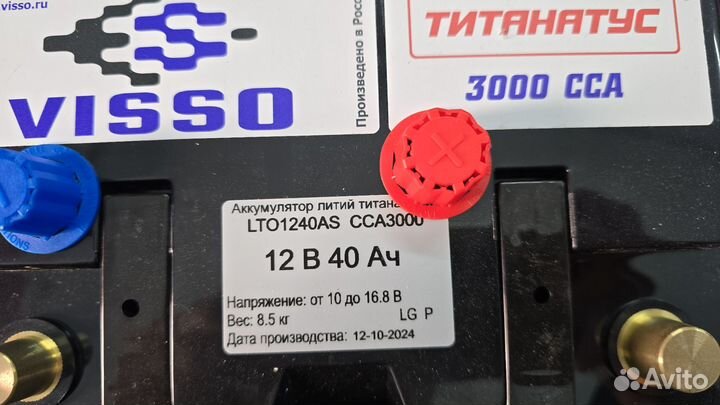 visso.ru
VISSO
Произведено в Росс
ТИТАНАТУС
3000 CCA
Аккумулятор литий титана
LTO1240AS CCA3000
12 В 40 Ач
Напряжение: от 10 до 16.8 В
Вес: 8.5 кг LG P
Дата производства: 12-10-2024
IONS
Avito